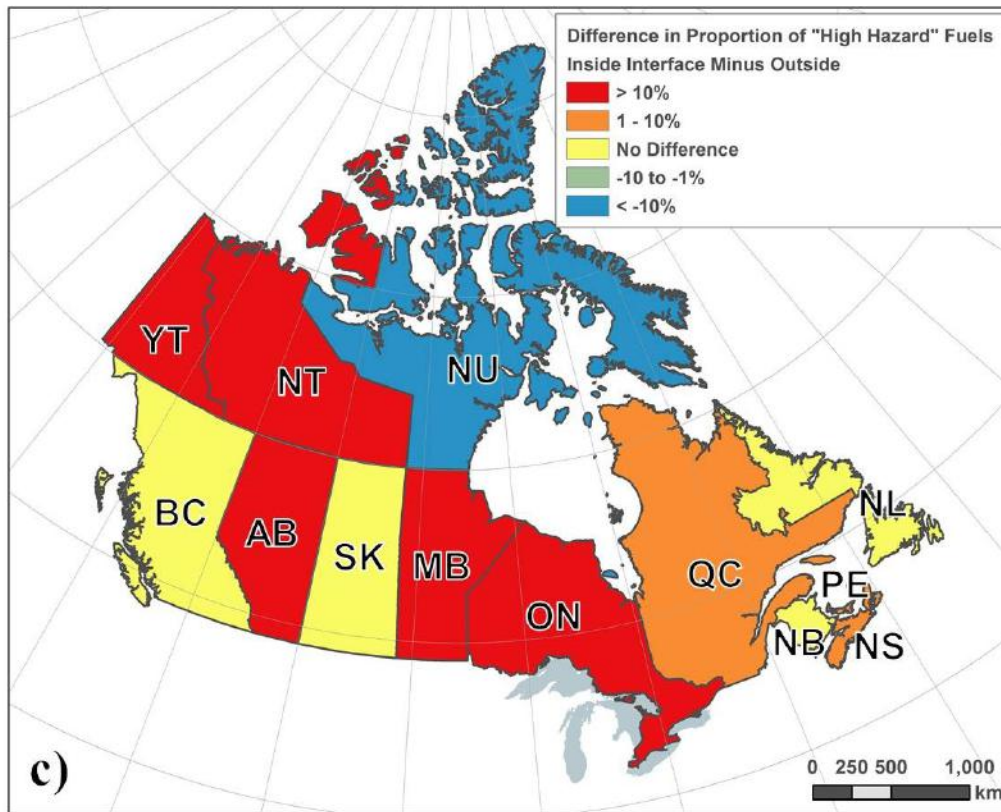 Difference in Proportion of "High Hazard" Fuels
Inside Interface Minus Outside
> 10%
1 - 10%
No Difference
-10 to -1%
< -10%
YT
NT
NU
BC
AB
SK
MB
ON
QC
NL
PE
NB
NS
c)
0 250 500 1,000
km